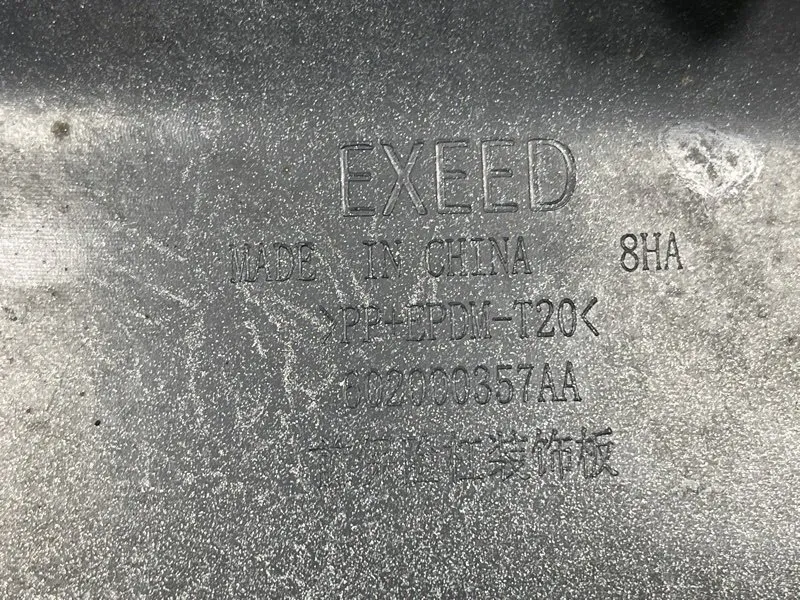 EXEED
MADE IN CHINA 8HA
>PP+EPDM-T20<
602000357AA
装饰板